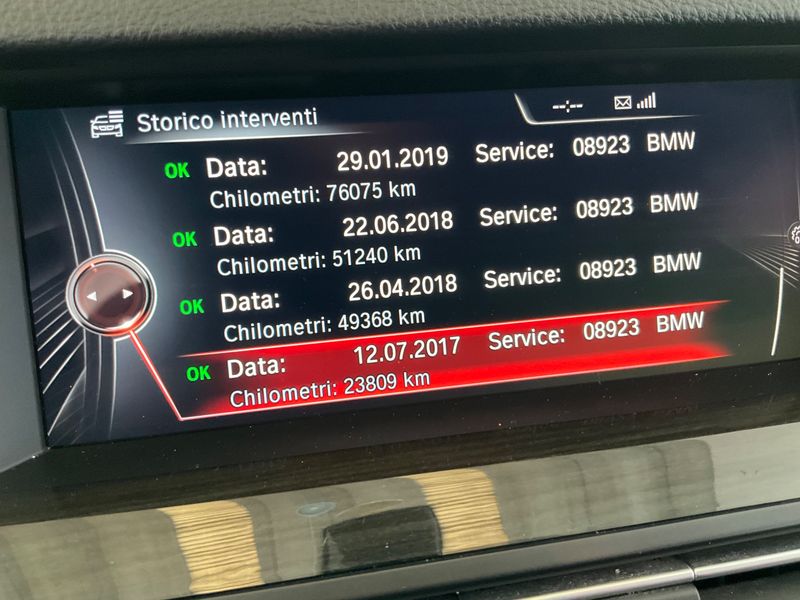 Storico interventi --:--
OK Data: 29.01.2019 Service: 08923 BMW
Chilometri: 76075 km
OK Data: 22.06.2018 Service: 08923 BMW
Chilometri: 51240 km
OK Data: 26.04.2018 Service: 08923 BMW
Chilometri: 49368 km
OK Data: 12.07.2017 Service: 08923 BMW
Chilometri: 23809 km